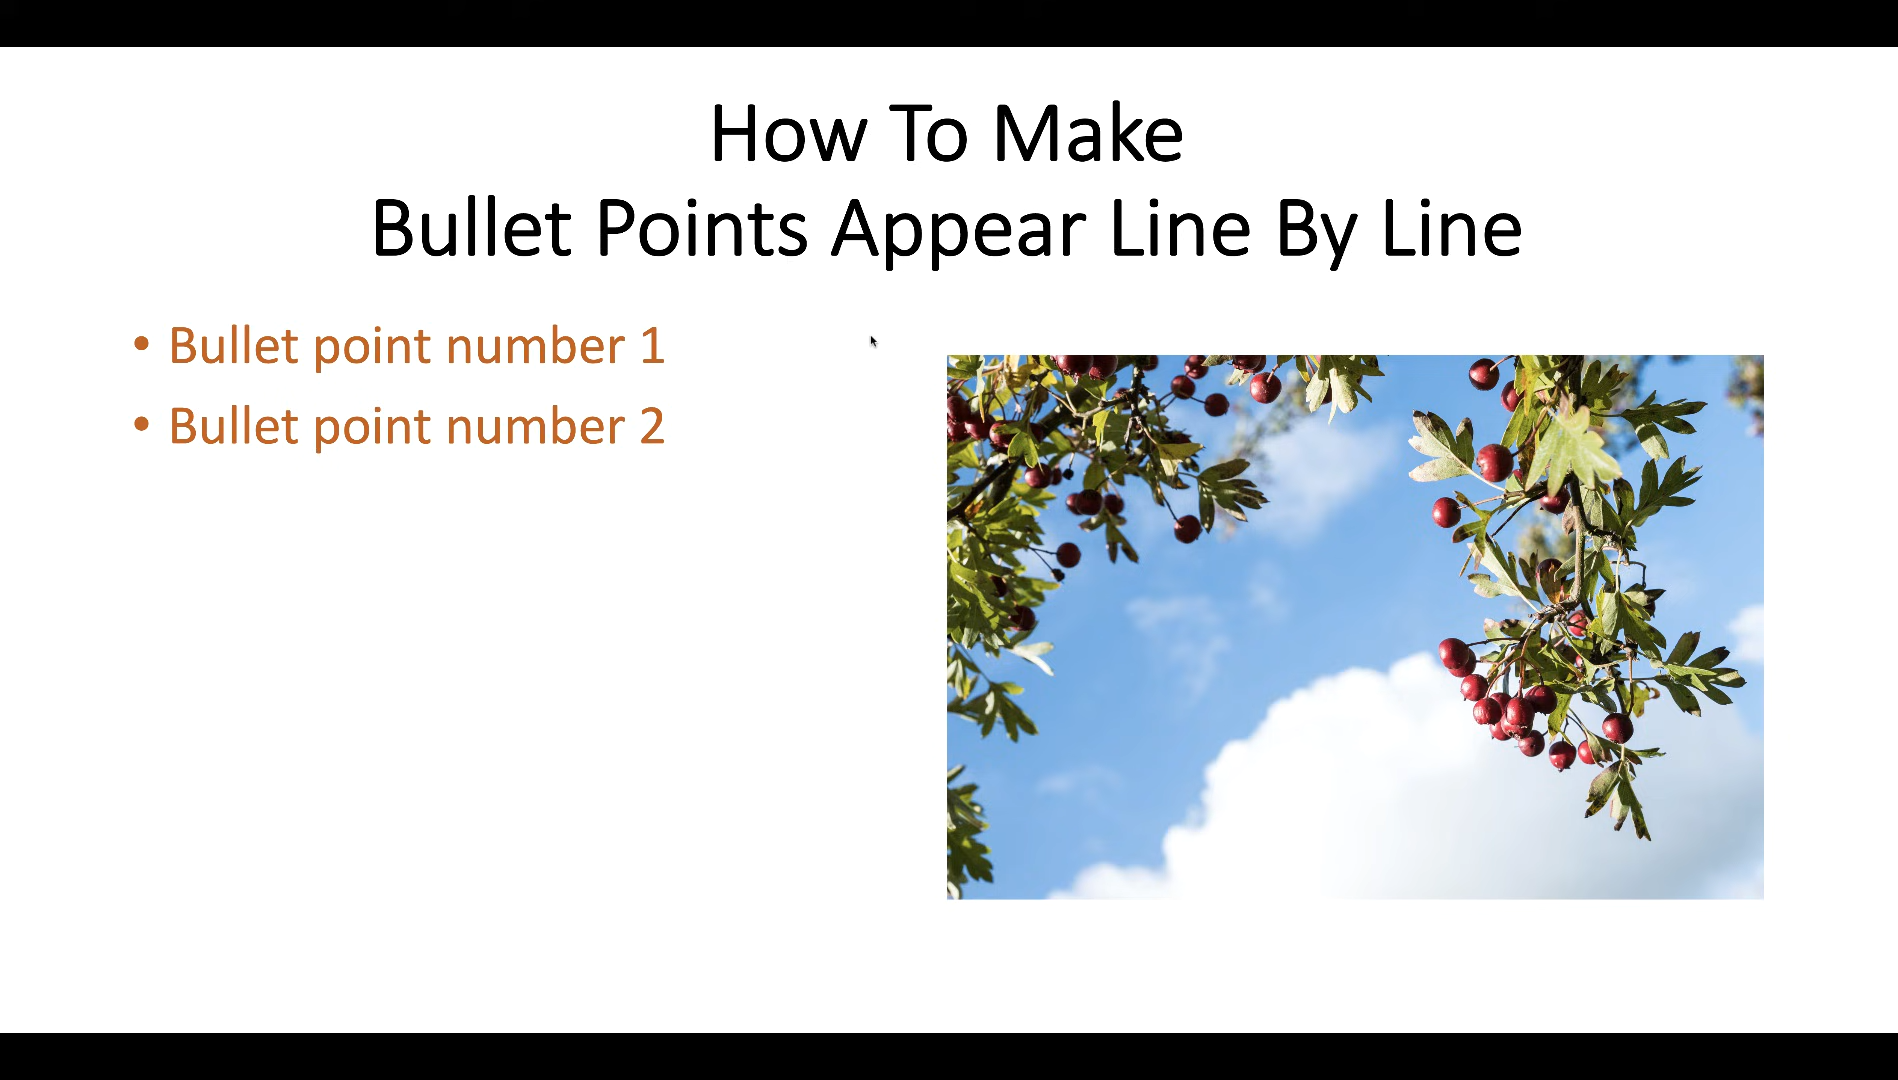 How To Make
Bullet Points Appear Line By Line
• Bullet point number 1
• Bullet point number 2